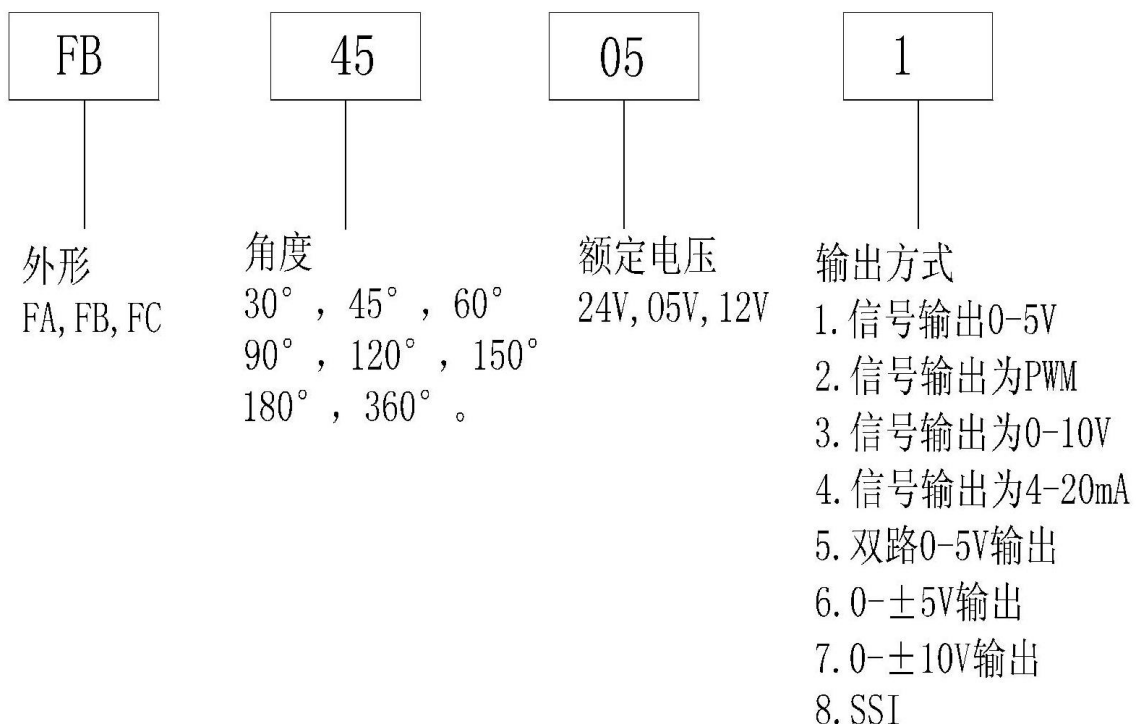 FB
45
05
1
外形
FA,FB,FC
角度
30°，45°，60°
90°，120°，150°
180°，360°。
额定电压
24V,05V,12V
输出方式
1.信号输出0-5V
2.信号输出为PWM
3.信号输出为0-10V
4.信号输出为4-20mA
5.双路0-5V输出
6.0-±5V输出
7.0-±10V输出
8.SSI